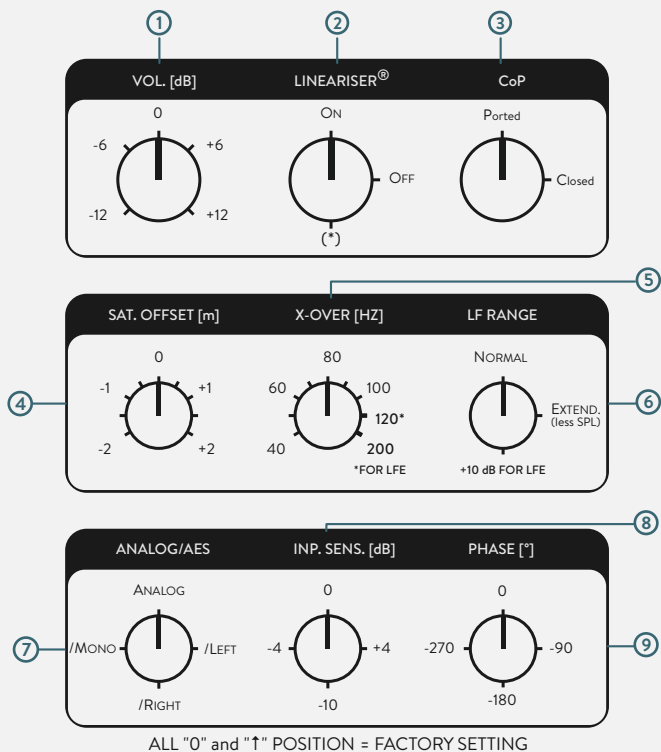 1 2 3
VOL. [dB] LINEARISER® CoP
0 ON Ported
-6 +6 OFF Closed
-12 +12
(*)
5
SAT. OFFSET [m] X-OVER [HZ] LF RANGE
0 80 NORMAL
-1 +1 60 100
4 120* EXTEND. 6
(less SPL)
-2 +2 40 200
*FOR LFE +10 dB FOR LFE
8
ANALOG/AES INP. SENS. [dB] PHASE [°]
ANALOG 0 0
7 /MONO /LEFT -4 +4 -270 -90 9
/RIGHT -10 -180
ALL "0" and "↑" POSITION = FACTORY SETTING